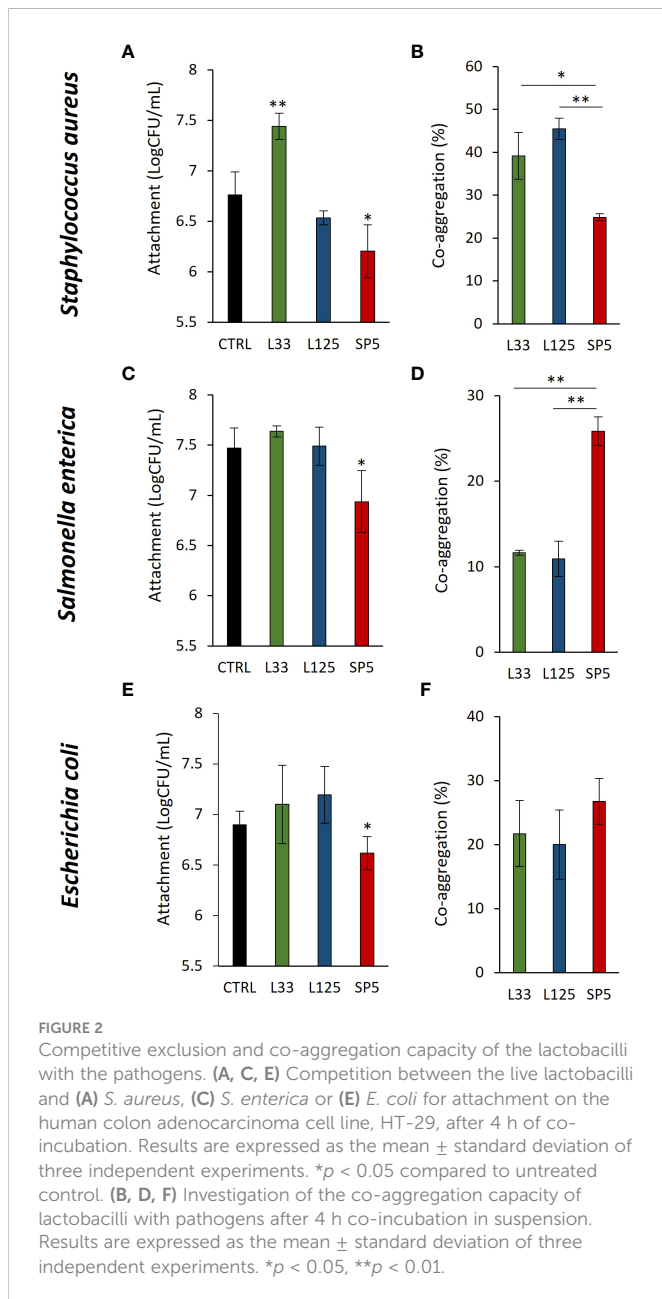 Staphylococcus aureus
A
Attachment (LogCFU/mL)
8
7.5
7
6.5
6
5.5
**
*
CTRL L33 L125 SP5
B
Co-aggregation (%)
60
50
40
30
20
10
0
*
**
L33 L125 SP5
Salmonella enterica
C
Attachment (LogCFU/mL)
8
7.5
7
6.5
6
5.5
*
CTRL L33 L125 SP5
D
Co-aggregation (%)
30
20
10
0
**
**
L33 L125 SP5
Escherichia coli
E
Attachment (LogCFU/mL)
8
7.5
7
6.5
6
5.5
*
CTRL L33 L125 SP5
F
Co-aggregation (%)
40
30
20
10
0
L33 L125 SP5
FIGURE 2
Competitive exclusion and co-aggregation capacity of the lactobacilli
with the pathogens. (A, C, E) Competition between the live lactobacilli
and (A) S. aureus, (C) S. enterica or (E) E. coli for attachment on the
human colon adenocarcinoma cell line, HT-29, after 4 h of co-
incubation. Results are expressed as the mean ± standard deviation of
three independent experiments. *p < 0.05 compared to untreated
control. (B, D, F) Investigation of the co-aggregation capacity of
lactobacilli with pathogens after 4 h co-incubation in suspension.
Results are expressed as the mean ± standard deviation of three
independent experiments. *p < 0.05, **p < 0.01.